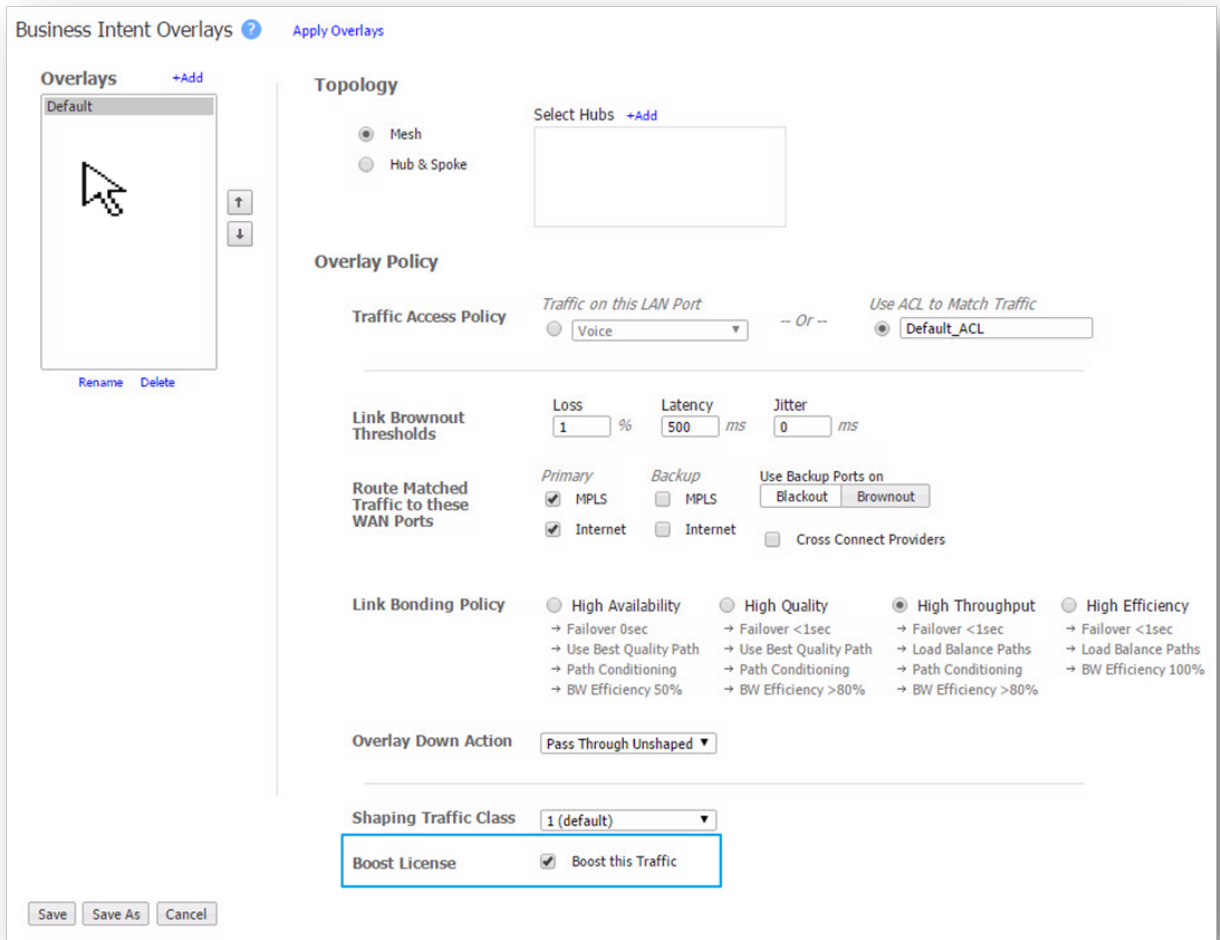 Business Intent Overlays ? Apply Overlays
Overlays +Add
Default
Rename Delete
Topology
Mesh
Hub & Spoke
Select Hubs +Add
Overlay Policy
Traffic Access Policy
Traffic on this LAN Port
Voice
-- Or --
Use ACL to Match Traffic
Default_ACL
Link Brownout
Thresholds
Loss Latency Jitter
1 % 500 ms 0 ms
Route Matched
Traffic to these
WAN Ports
Primary Backup Use Backup Ports on
MPLS MPLS Blackout Brownout
Internet Internet Cross Connect Providers
Link Bonding Policy
High Availability
→ Failover 0sec
→ Use Best Quality Path
→ Path Conditioning
→ BW Efficiency 50%
High Quality
→ Failover <1sec
→ Use Best Quality Path
→ Path Conditioning
→ BW Efficiency >80%
High Throughput
→ Failover <1sec
→ Load Balance Paths
→ Path Conditioning
→ BW Efficiency >80%
High Efficiency
→ Failover <1sec
→ Load Balance Paths
→ BW Efficiency 100%
Overlay Down Action Pass Through Unshaped
Shaping Traffic Class 1 (default)
Boost License Boost this Traffic
Save Save As Cancel